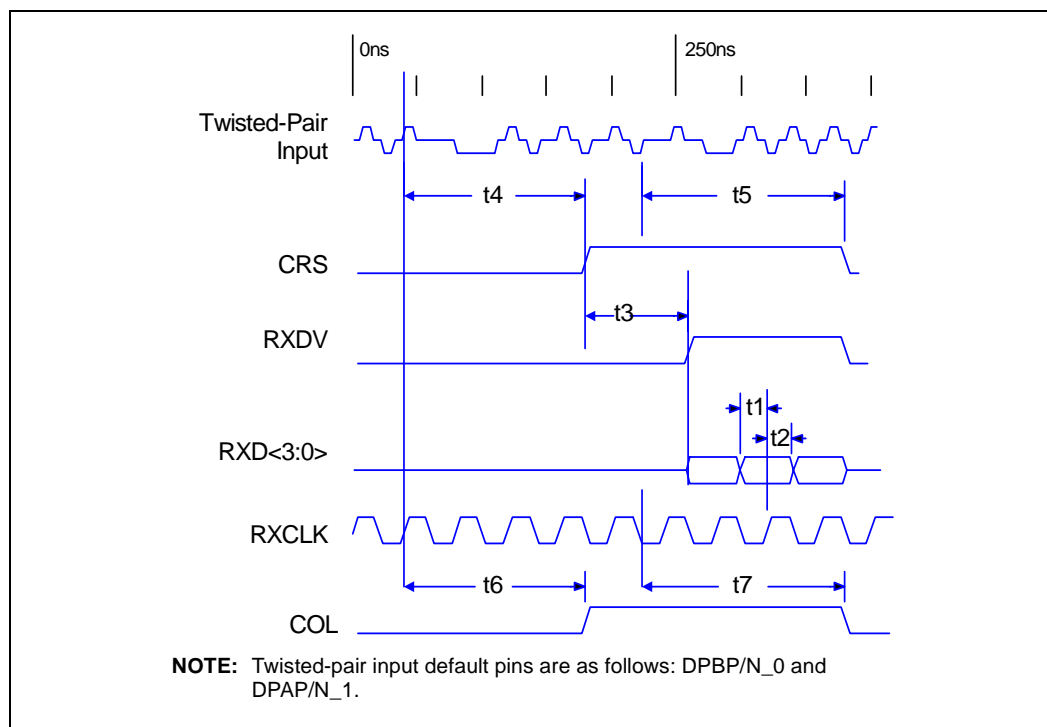 0ns
250ns
Twisted-Pair
Input
t4
t5
CRS
t3
RXDV
t1
t2
RXD<3:0>
RXCLK
t6
t7
COL
NOTE: Twisted-pair input default pins are as follows: DPBP/N_0 and
DPAP/N_1.